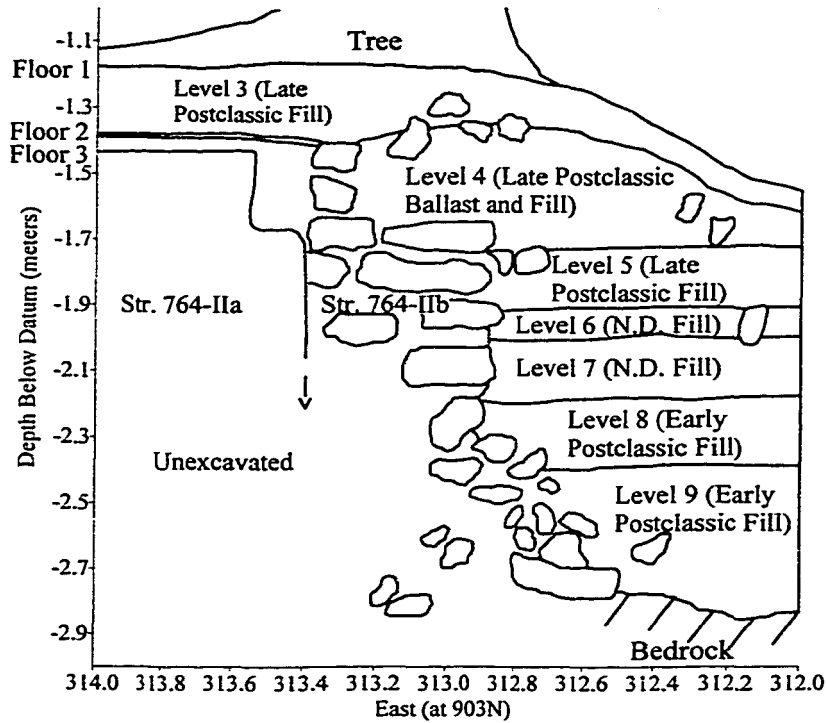 Tree
-1.1
Floor 1
Level 3 (Late
Postclassic Fill)
-1.3
Floor 2
Floor 3
-1.5
Level 4 (Late Postclassic
Ballast and Fill)
-1.7
Level 5 (Late
Postclassic Fill)
-1.9
Str. 764-IIa
Str. 764-IIb
Level 6 (N.D. Fill)
-2.1
Level 7 (N.D. Fill)
-2.3
Level 8 (Early
Postclassic Fill)
Unexcavated
-2.5
Level 9 (Early
Postclassic Fill)
-2.7
-2.9
Bedrock
Depth Below Datum (meters)
314.0 313.8 313.6 313.4 313.2 313.0 312.8 312.6 312.4 312.2 312.0
East (at 903N)